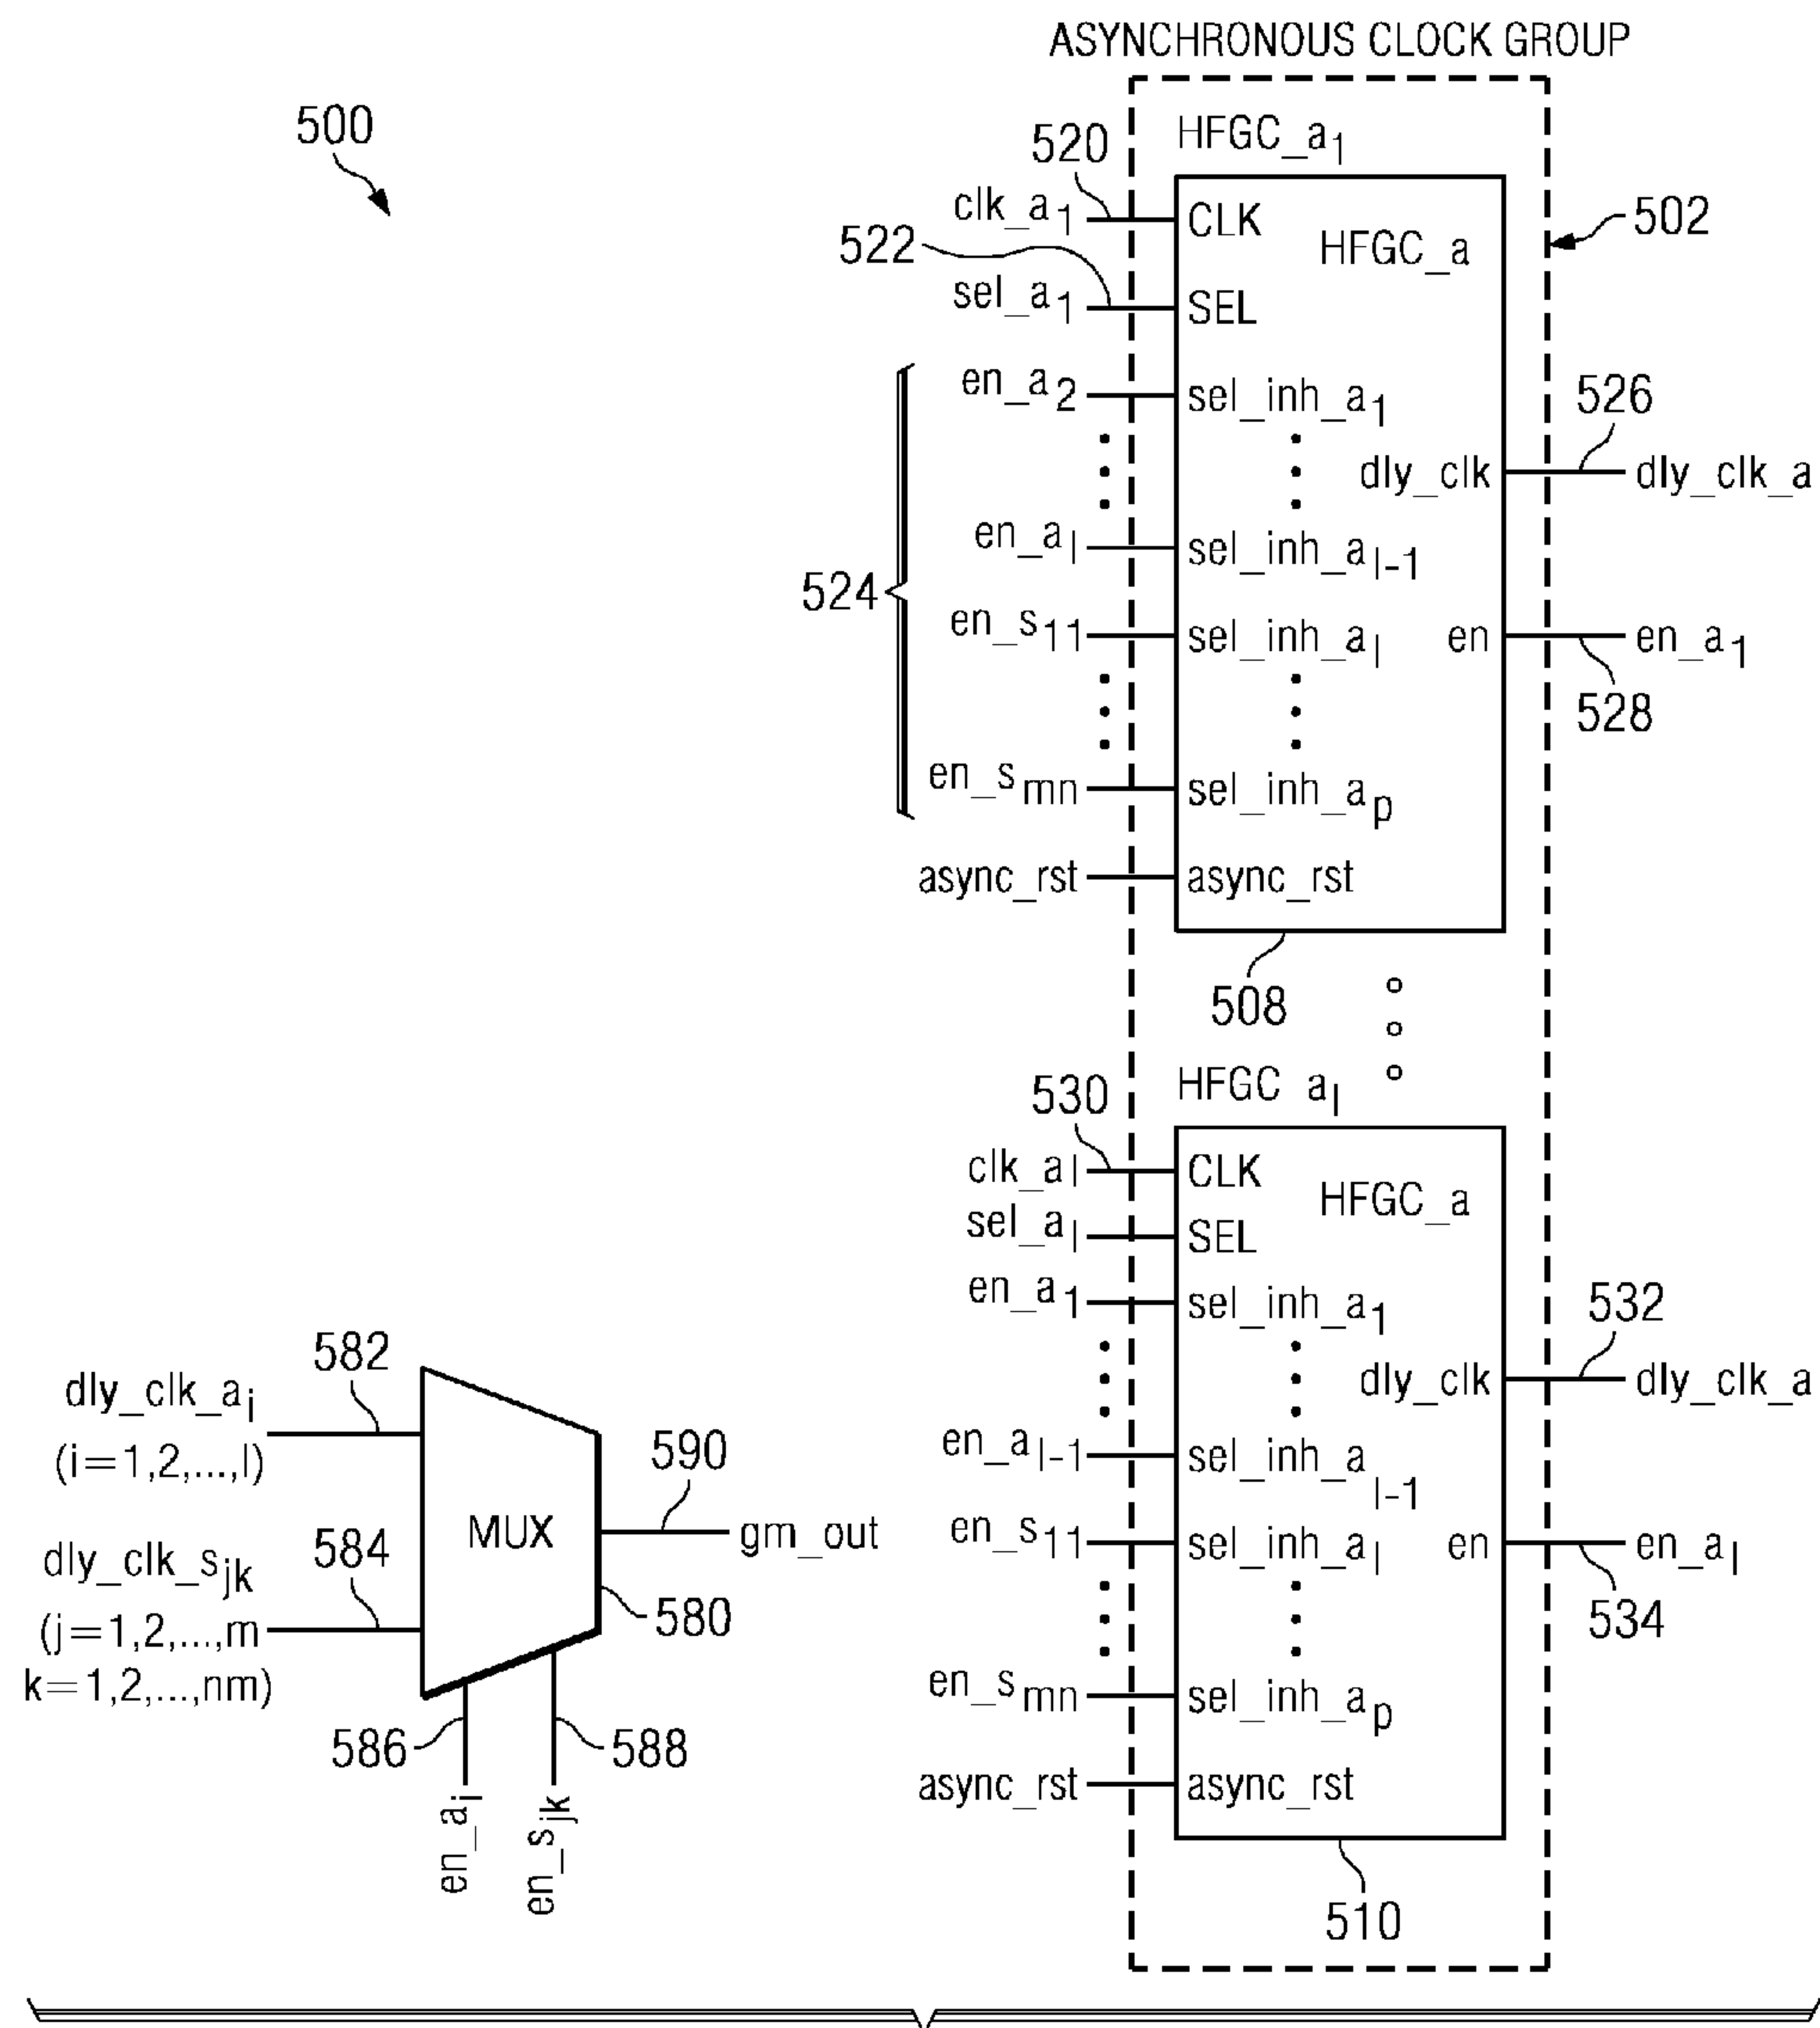 ASYNCHRONOUS CLOCK GROUP
500
HFGC_a1
520
clk_a1
CLK
502
522
HFGC_a
sel_a1
SEL
en_a2
sel_inh_a1
526
dly_clk
dly_clk_a
en_al
sel_inh_al-1
524
en_s11
sel_inh_al
en
en_a1
528
en_smn
sel_inh_ap
async_rst
async_rst
508
HFGC_al
530
clk_al
CLK
HFGC_a
sel_al
SEL
en_a1
sel_inh_a1
532
dly_clk
dly_clk_a
en_al-1
sel_inh_al-1
en_s11
sel_inh_al
en
en_al
534
en_smn
sel_inh_ap
async_rst
async_rst
510
582
dly_clk_ai
(i=1,2,...,l)
590
MUX
gm_out
584
dly_clk_sjk
580
(j=1,2,...,m
k=1,2,...,nm)
586
588
en_ai
en_sjk